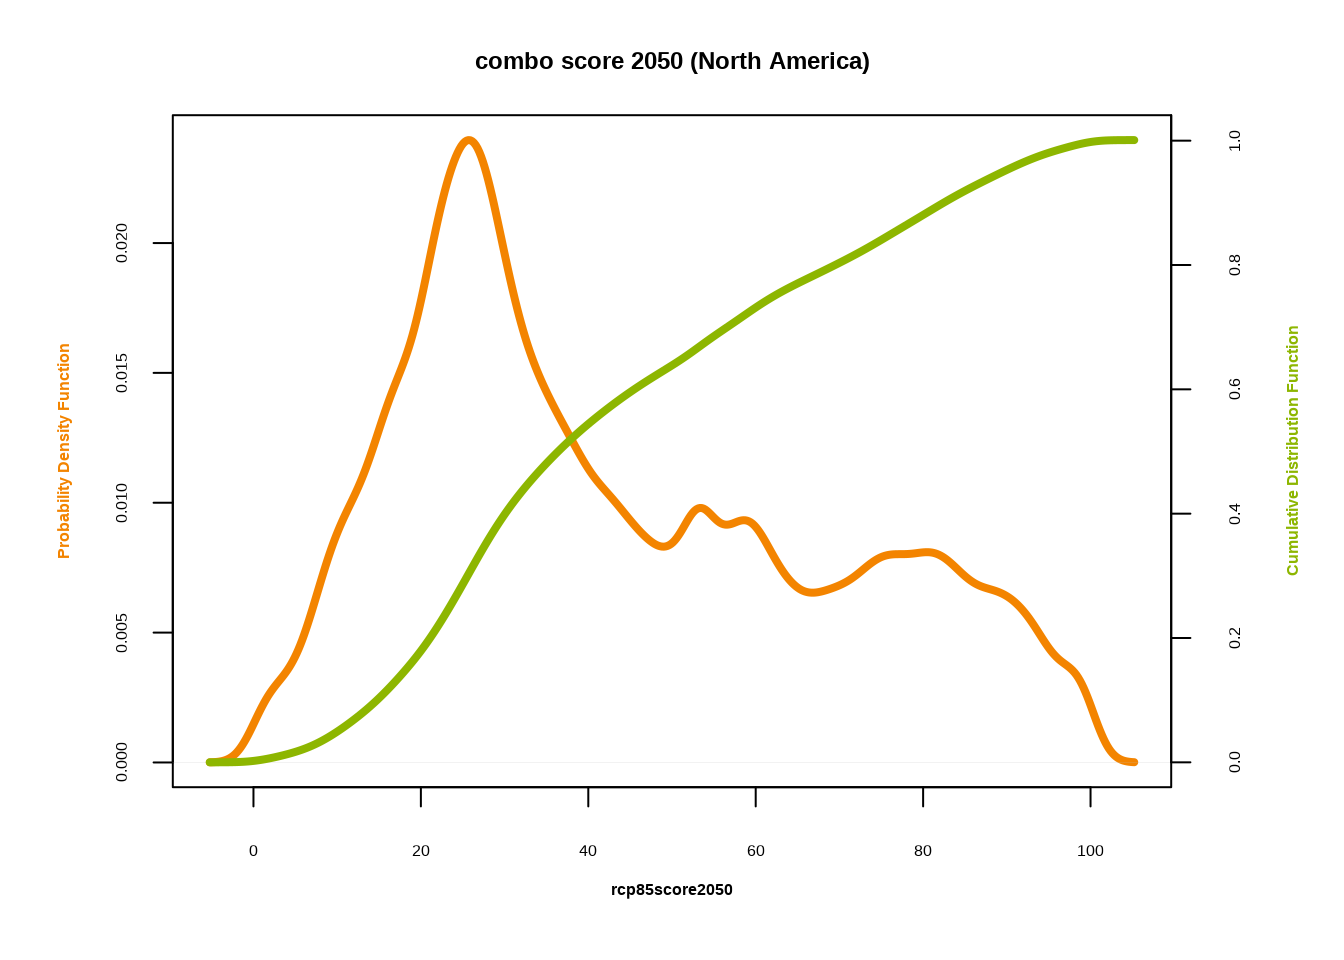 combo score 2050 (North America)
Probability Density Function
0.000
0.005
0.010
0.015
0.020
0.0
0.2
0.4
0.6
0.8
1.0
Cumulative Distribution Function
0 20 40 60 80 100
rcp85score2050